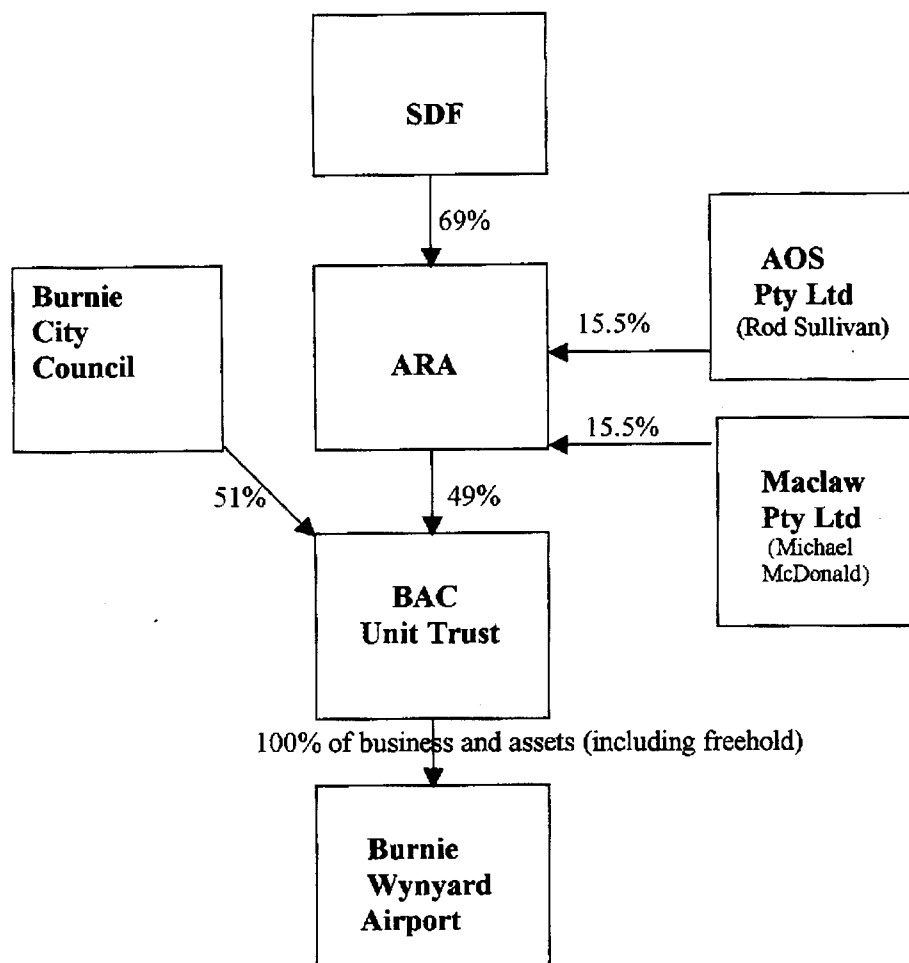 SDF
69%
AOS
Pty Ltd
(Rod Sullivan)
Burnie
City
Council
15.5%
ARA
15.5%
Maclaw
Pty Ltd
(Michael
McDonald)
51%
49%
BAC
Unit Trust
100% of business and assets (including freehold)
Burnie
Wynyard
Airport